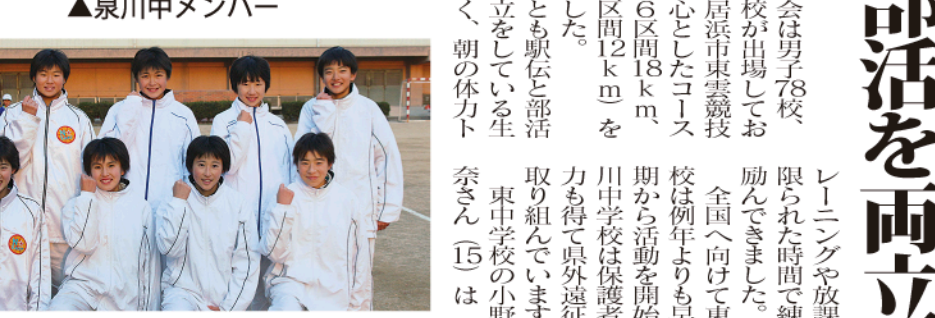 部活を両立
▲泉川中メンバー
会は男子78校、
校が出場してお
居浜市東雲競技
心としたコース
6区間18km、
区間12km)を
した。
とも駅伝と部活
立をしている生
く、朝の体力ト
レーニングや放課
限られた時間で練
励んできました。
全国へ向けて東
校は例年よりも早
期から活動を開始
川中学校は保護者
力も得て県外遠征
取り組んでいます
東中学校の小野
奈さん(15)は